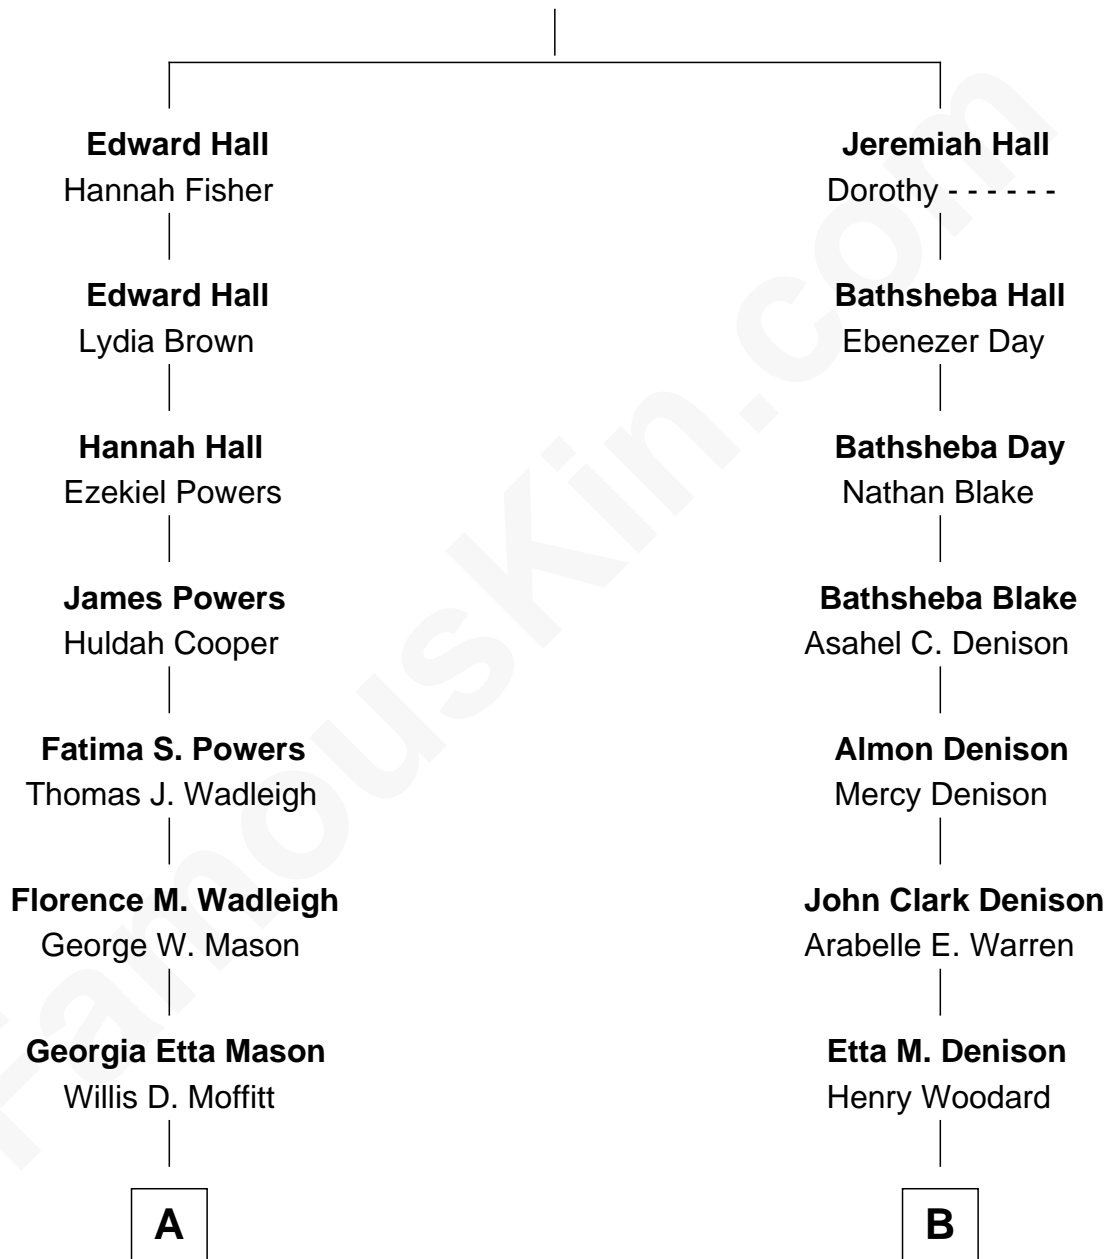 Edward Hall
Hannah Fisher
Edward Hall
Lydia Brown
Hannah Hall
Ezekiel Powers
James Powers
Huldah Cooper
Fatima S. Powers
Thomas J. Wadleigh
Florence M. Wadleigh
George W. Mason
Georgia Etta Mason
Willis D. Moffitt
A
Jeremiah Hall
Dorothy - - - - - -
Bathsheba Hall
Ebenezer Day
Bathsheba Day
Nathan Blake
Bathsheba Blake
Asahel C. Denison
Almon Denison
Mercy Denison
John Clark Denison
Arabelle E. Warren
Etta M. Denison
Henry Woodard
B
FamousKin.com